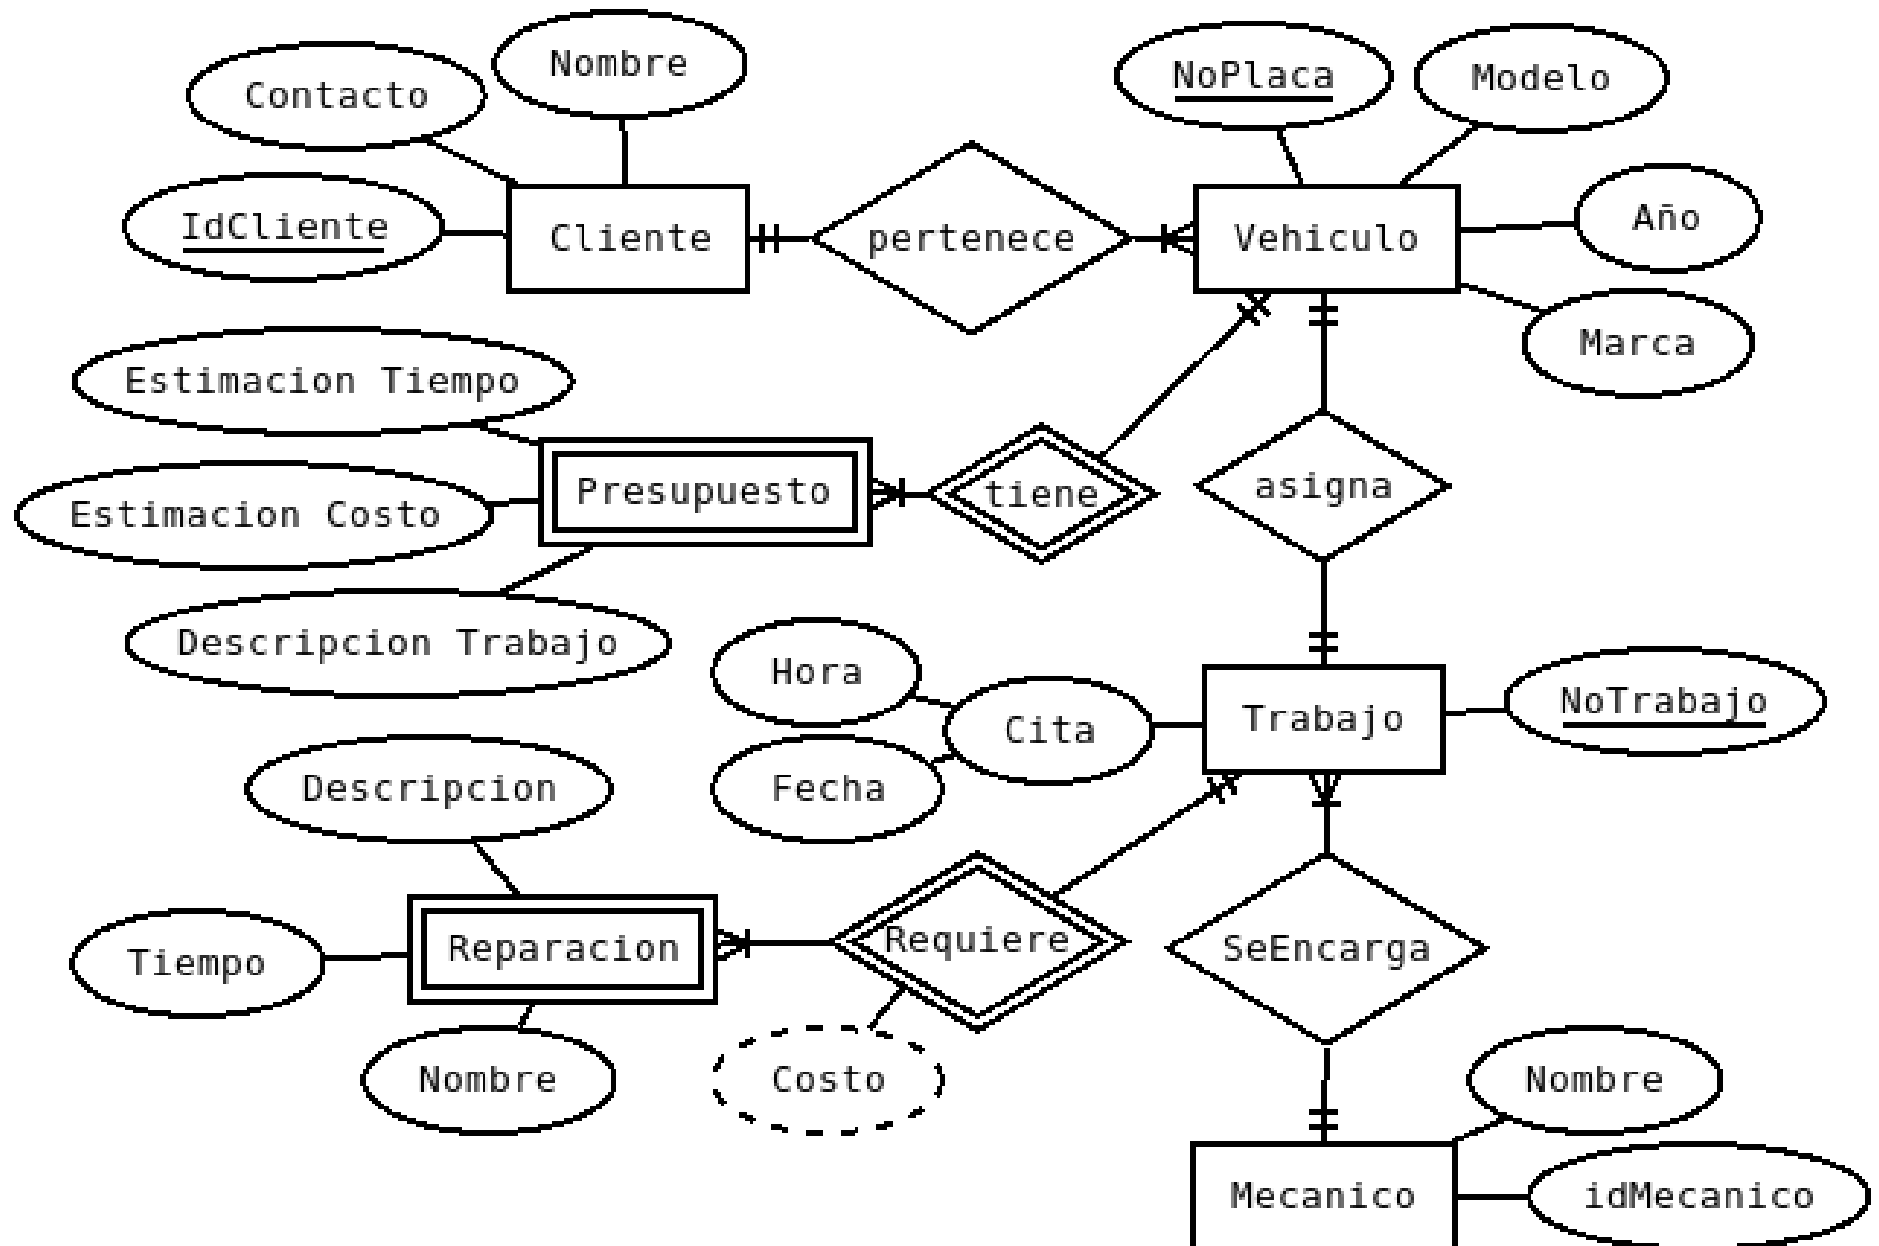 Nombre
Contacto
NoPlaca
Modelo
IdCliente
Cliente
pertenece
Vehiculo
Año
Marca
Estimacion Tiempo
Presupuesto
tiene
asigna
Estimacion Costo
Descripcion Trabajo
Hora
Cita
Trabajo
NoTrabajo
Fecha
Descripcion
Tiempo
Reparacion
Requiere
SeEncarga
Nombre
Costo
Nombre
Mecanico
idMecanico